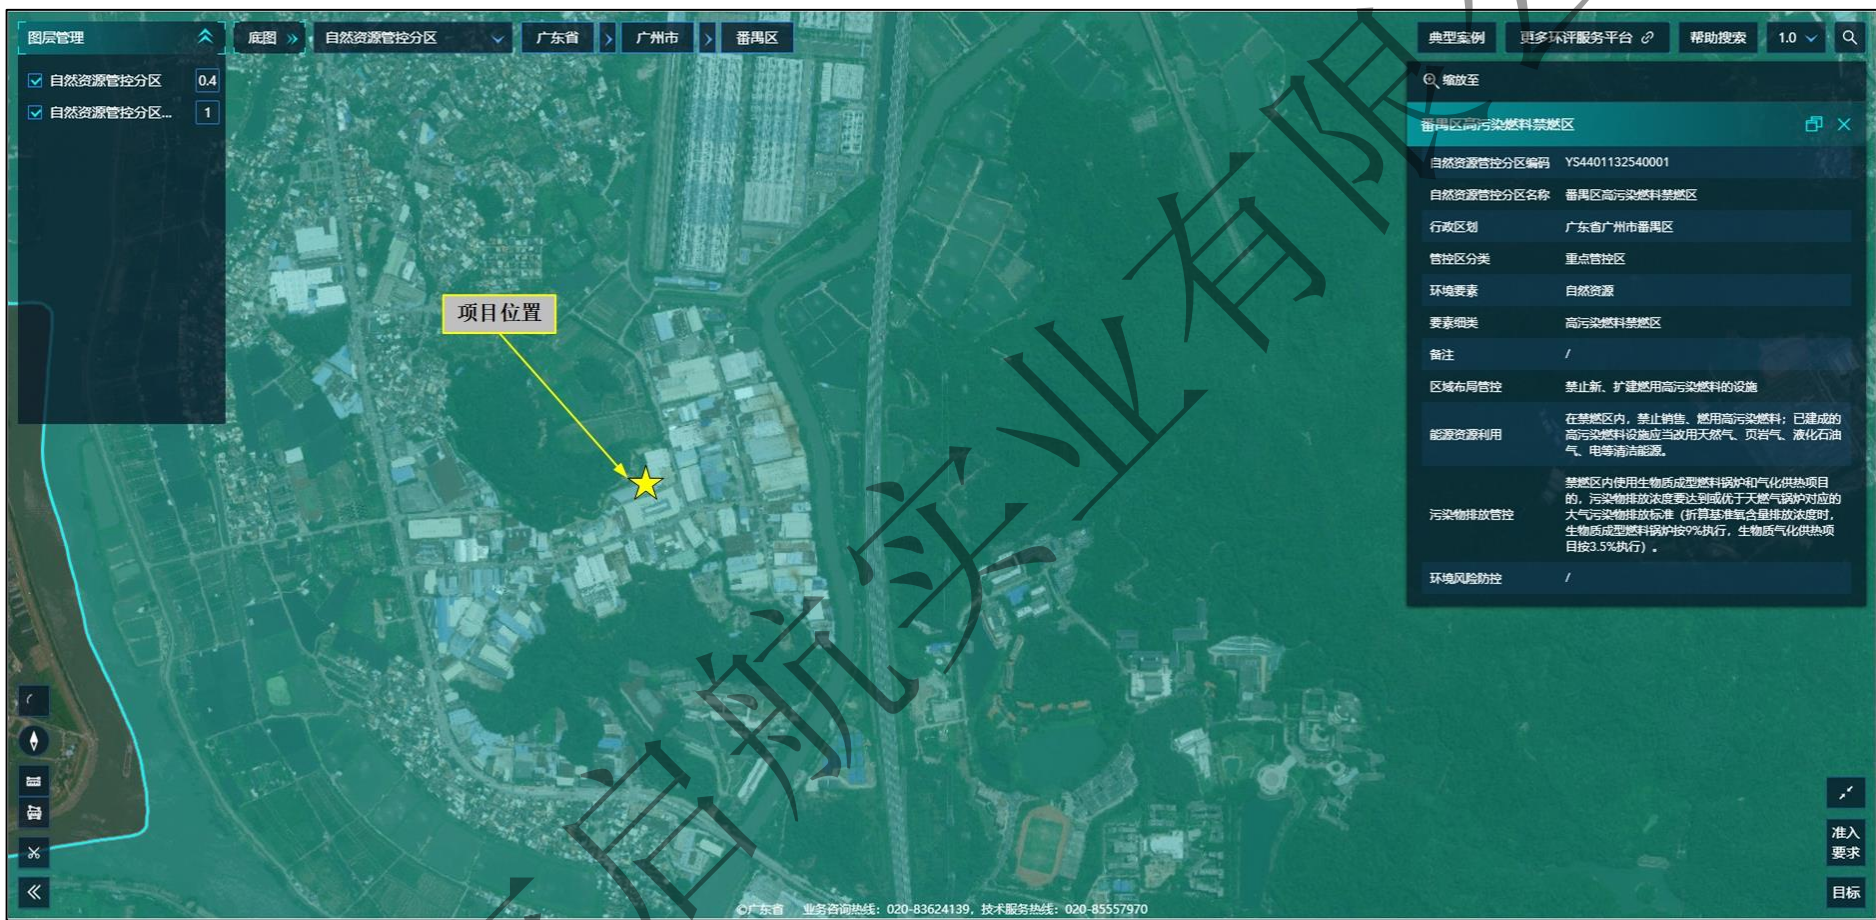 图层管理
底图
自然资源管控分区
广东省
广州市
番禺区
典型案例
更多环评服务平台
帮助搜索
1.0
自然资源管控分区
0.4
自然资源管控分区...
1
缩放至
番禺区高污染燃料禁燃区
自然资源管控分区编码 YS4401132540001
自然资源管控分区名称 番禺区高污染燃料禁燃区
行政区划 广东省广州市番禺区
管控区分类 重点管控区
环境要素 自然资源
要素细类 高污染燃料禁燃区
备注 /
区域布局管控 禁止新、扩建燃用高污染燃料的设施
能源资源利用
在禁燃区内，禁止销售、燃用高污染燃料；已建成的
高污染燃料设施应当改用天然气、页岩气、液化石油
气、电等清洁能源。
污染物排放管控
禁燃区内使用生物质成型燃料锅炉和气化供热项目
的，污染物排放浓度要达到或优于天然气锅炉对应的
大气污染物排放标准（折算基准氧含量排放浓度时，
生物质成型燃料锅炉按9%执行，生物质气化供热项
目按3.5%执行）。
环境风险防控 /
项目位置
启航实业有限
准入
要求
目标
©广东省 业务咨询热线：020-83624139，技术服务热线：020-85557970